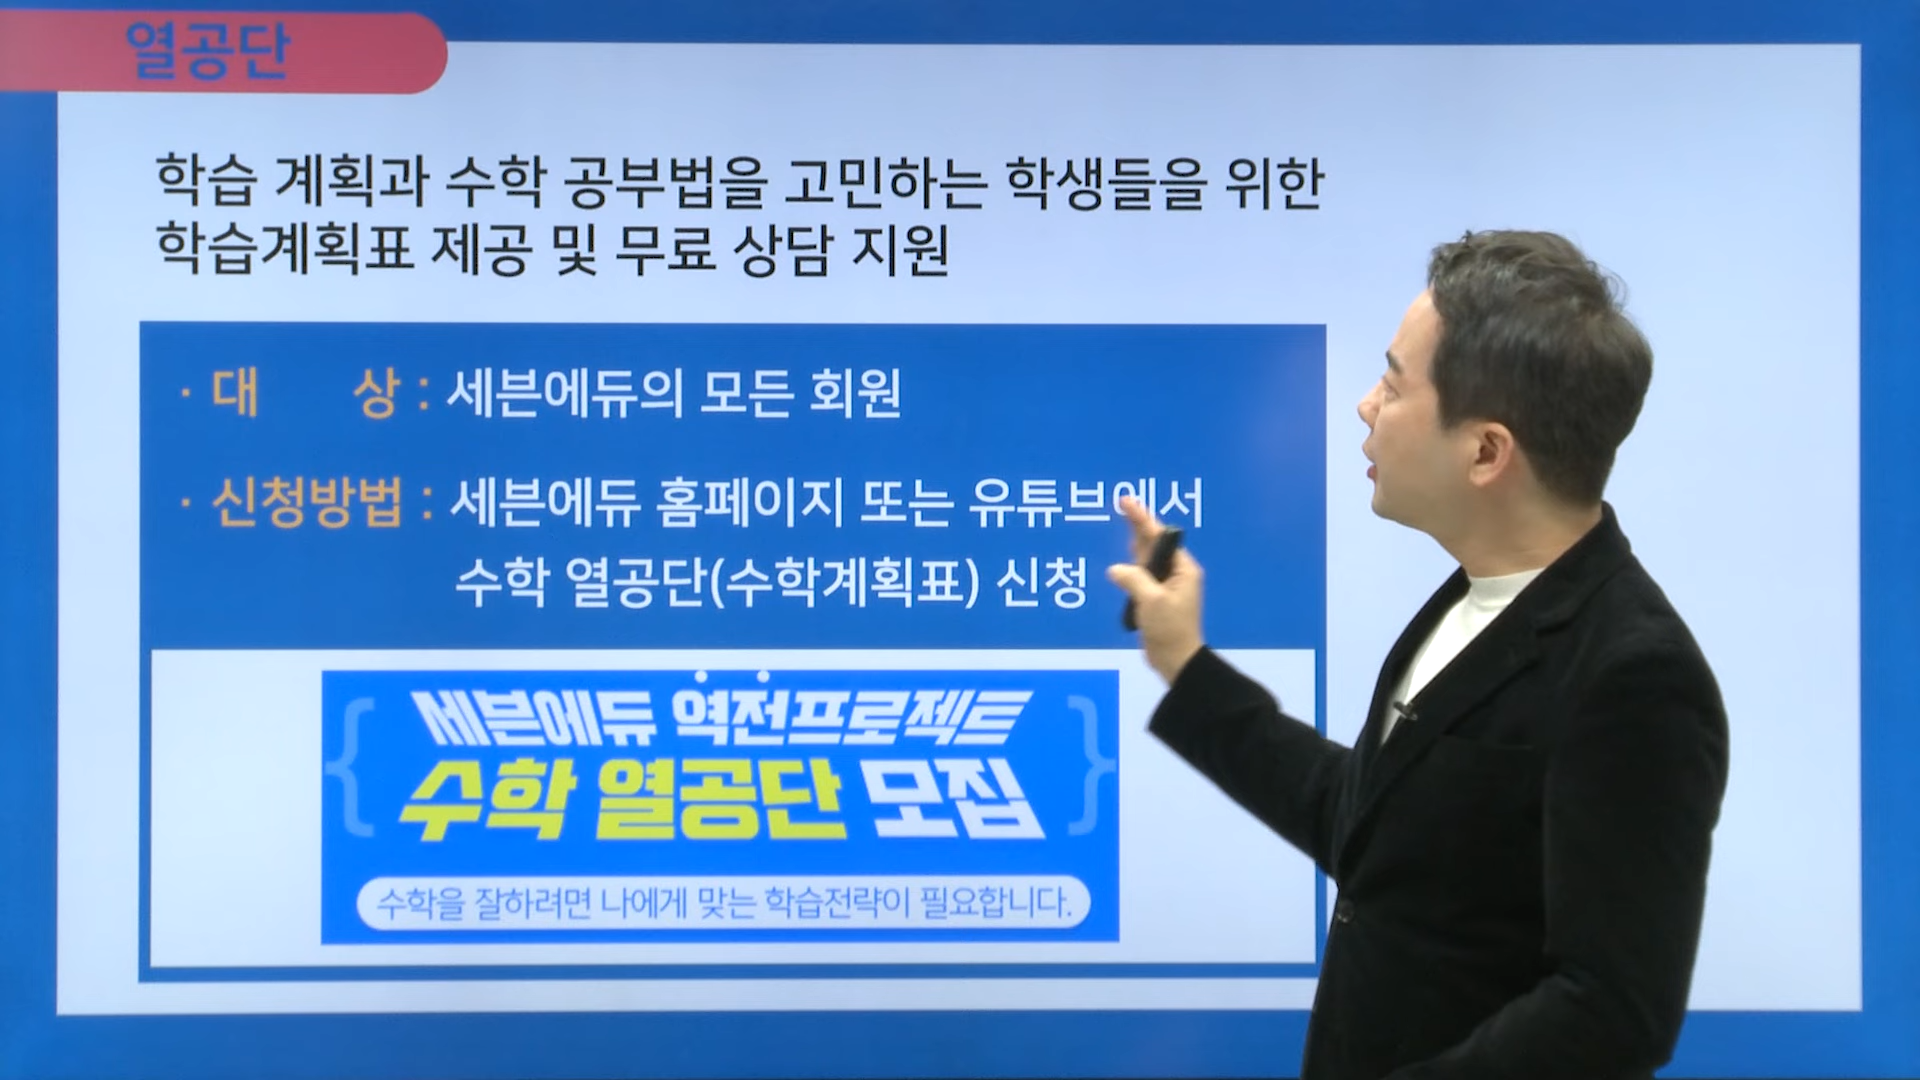 열공단
학습 계획과 수학 공부법을 고민하는 학생들을 위한
학습계획표 제공 및 무료 상담 지원
· 대 상 : 세븐에듀의 모든 회원
· 신청방법 : 세븐에듀 홈페이지 또는 유튜브에서
수학 열공단(수학계획표) 신청
세븐에듀 역전프로젝트
수학 열공단 모집
수학을 잘하려면 나에게 맞는 학습전략이 필요합니다.